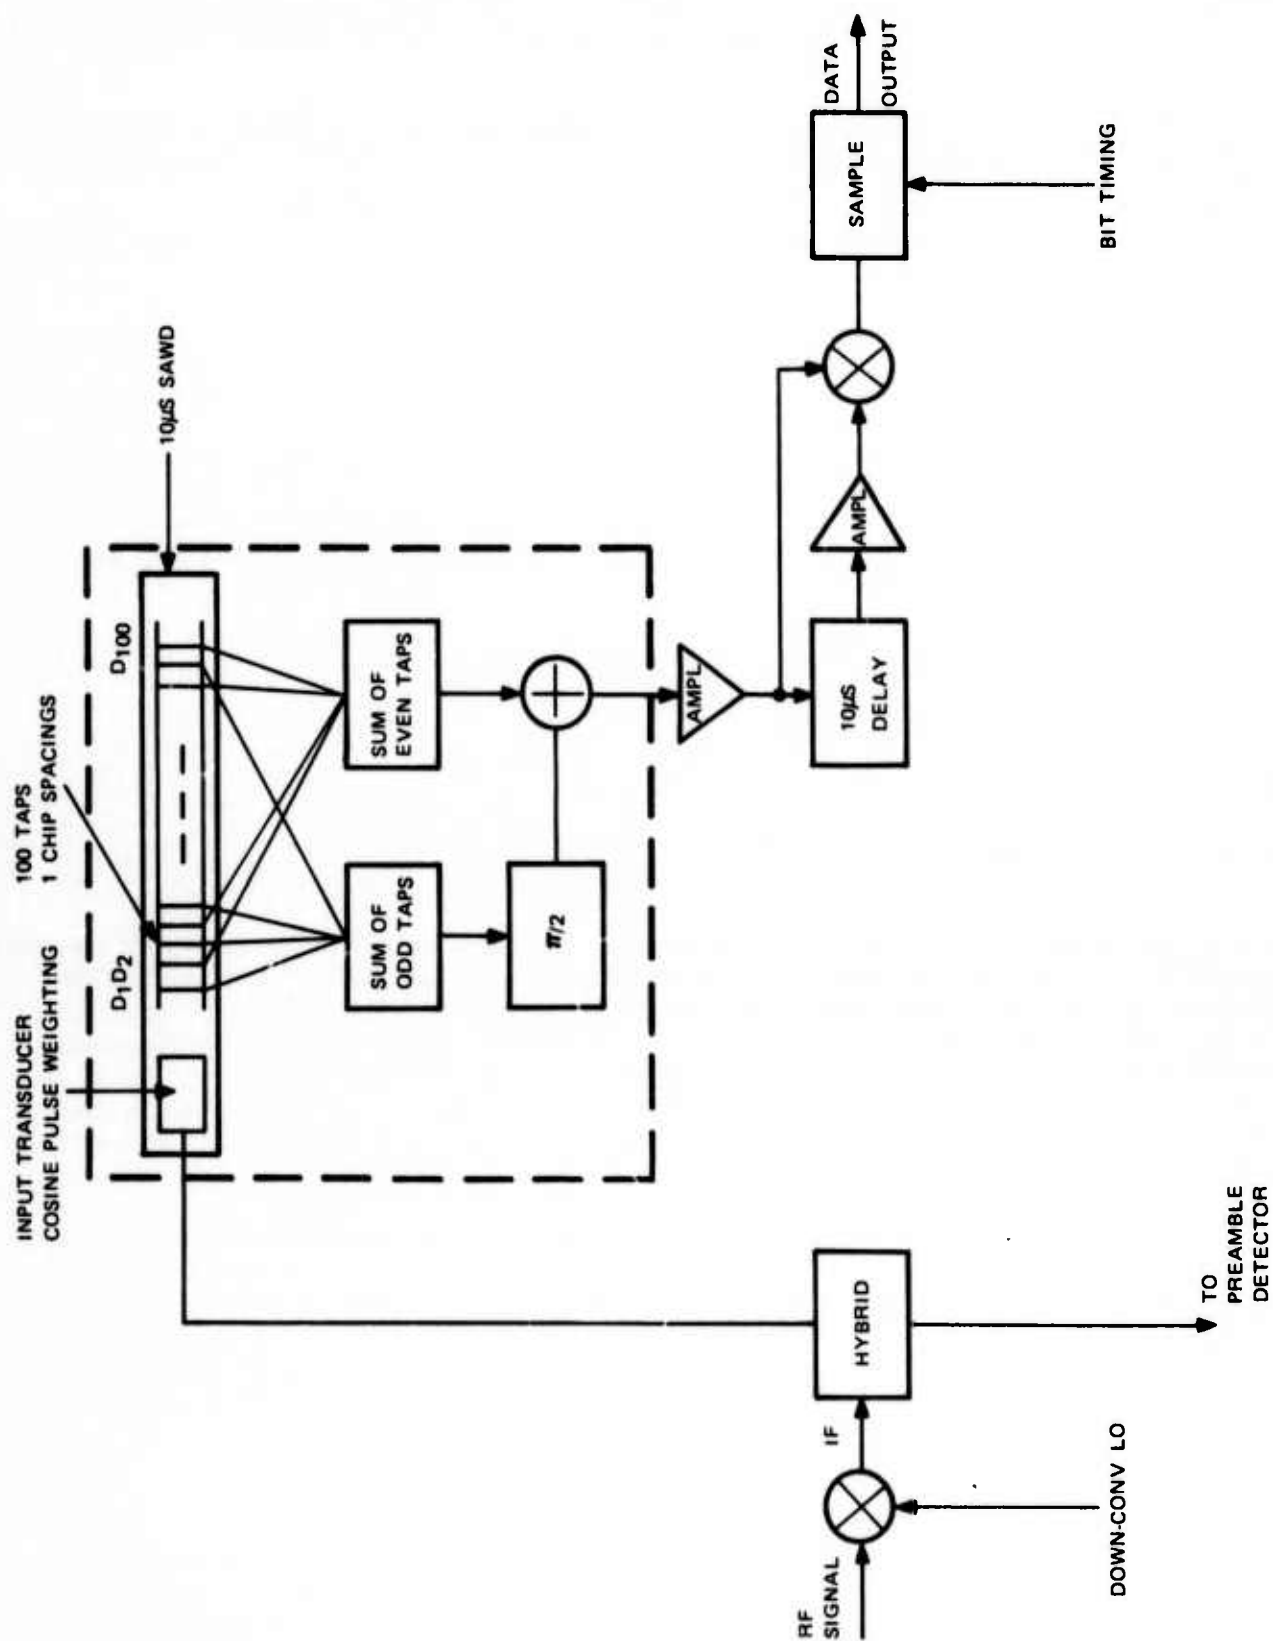 INPUT TRANSDUCER
COSINE PULSE WEIGHTING
100 TAPS
1 CHIP SPACINGS
D1D2
D100
10μS SAWD
SUM OF
ODD TAPS
SUM OF
EVEN TAPS
π/2
AMPL
RF
SIGNAL
IF
HYBRID
10μS
DELAY
AMPL
SAMPLE
DATA
OUTPUT
DOWN-CONV LO
TO
PREAMBLE
DETECTOR
BIT TIMING